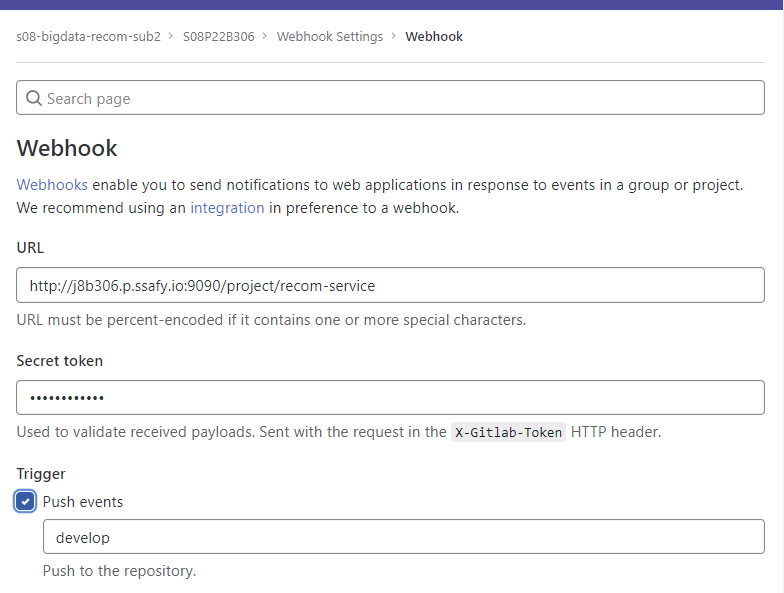 s08-bigdata-recom-sub2 > S08P22B306 > Webhook Settings > Webhook
Search page
Webhook
Webhooks enable you to send notifications to web applications in response to events in a group or project.
We recommend using an integration in preference to a webhook.
URL
http://j8b306.p.ssafy.io:9090/project/recom-service
URL must be percent-encoded if it contains one or more special characters.
Secret token
••••••••••••
Used to validate received payloads. Sent with the request in the X-Gitlab-Token HTTP header.
Trigger
Push events
develop
Push to the repository.